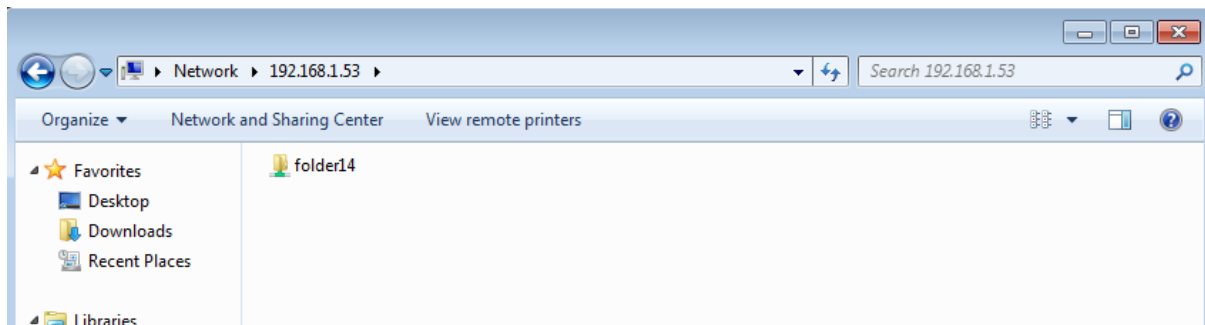 Network 192.168.1.53 Search 192.168.1.53
Organize Network and Sharing Center View remote printers
Favorites
folder14
Desktop
Downloads
Recent Places
Libraries